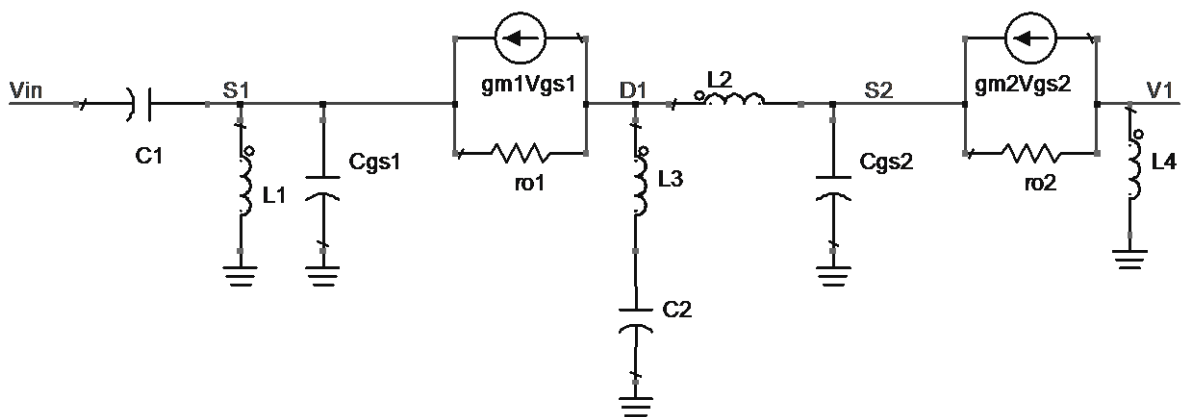 gm1Vgs1
gm2Vgs2
Vin
S1
D1
L2
S2
V1
C1
L1
Cgs1
ro1
L3
Cgs2
ro2
L4
C2